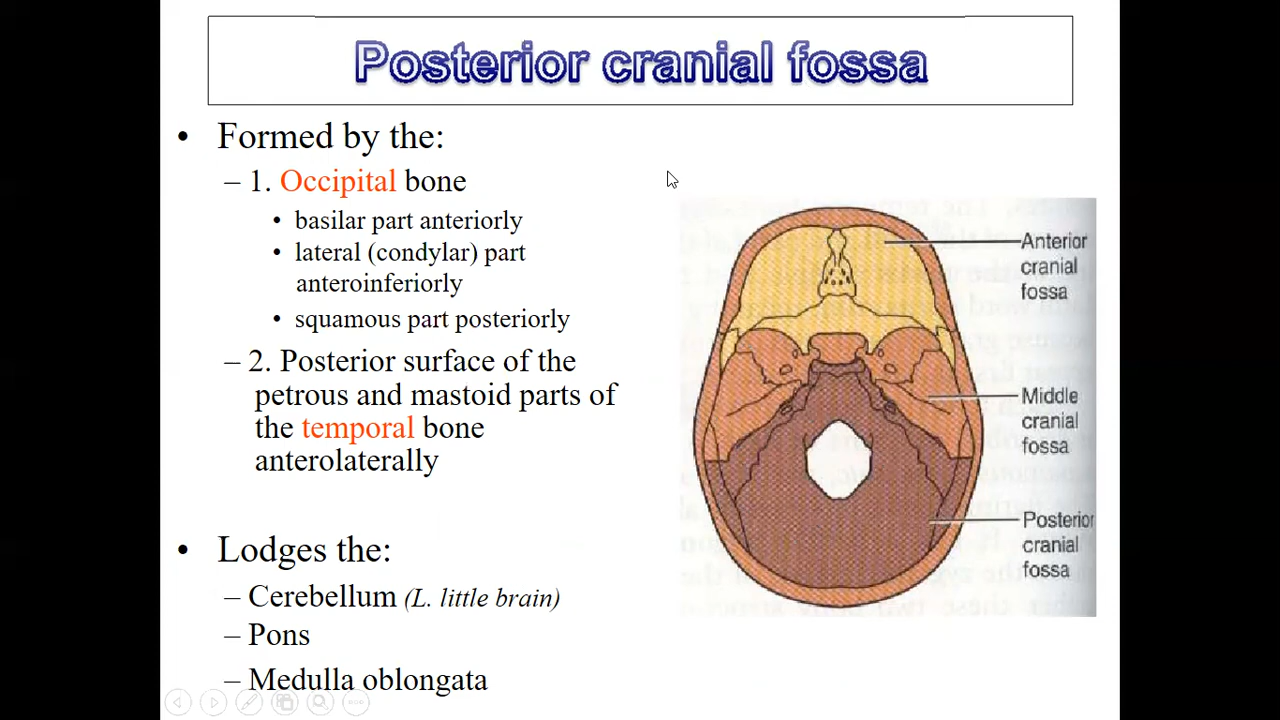 Posterior cranial fossa
• Formed by the:
– 1. Occipital bone
• basilar part anteriorly
• lateral (condylar) part
anteroinferiorly
• squamous part posteriorly
– 2. Posterior surface of the
petrous and mastoid parts of
the temporal bone
anterolaterally
• Lodges the:
– Cerebellum (L. little brain)
– Pons
– Medulla oblongata
Anterior
cranial
fossa
Middle
cranial
fossa
Posterior
cranial
fossa